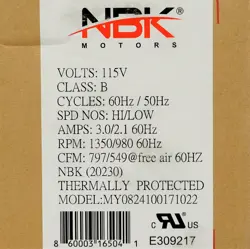 NBK
MOTORS
VOLTS: 115V
CLASS: B
CYCLES: 60Hz / 50Hz
SPD NOS: HI/LOW
AMPS: 3.0/2.1 60Hz
RPM: 1350/980 60Hz
CFM: 797/549@free air 60HZ
NBK (20230)
THERMALLY PROTECTED
MODEL:MY0824100171022
8 60003 16504 1
c RU us
E309217